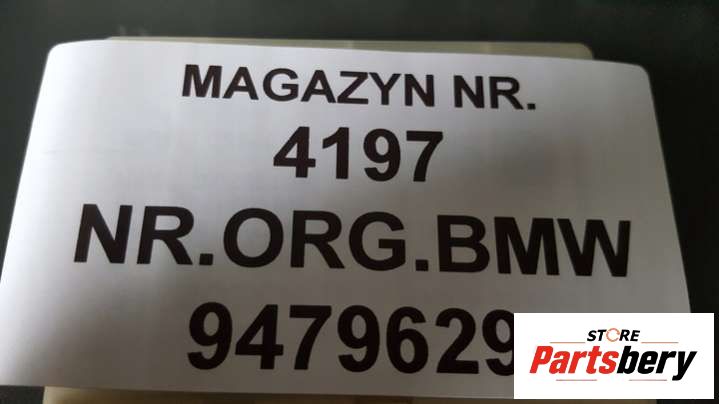 MAGAZYN NR.
4197
NR.ORG.BMW
9479629
STORE
Partsbery